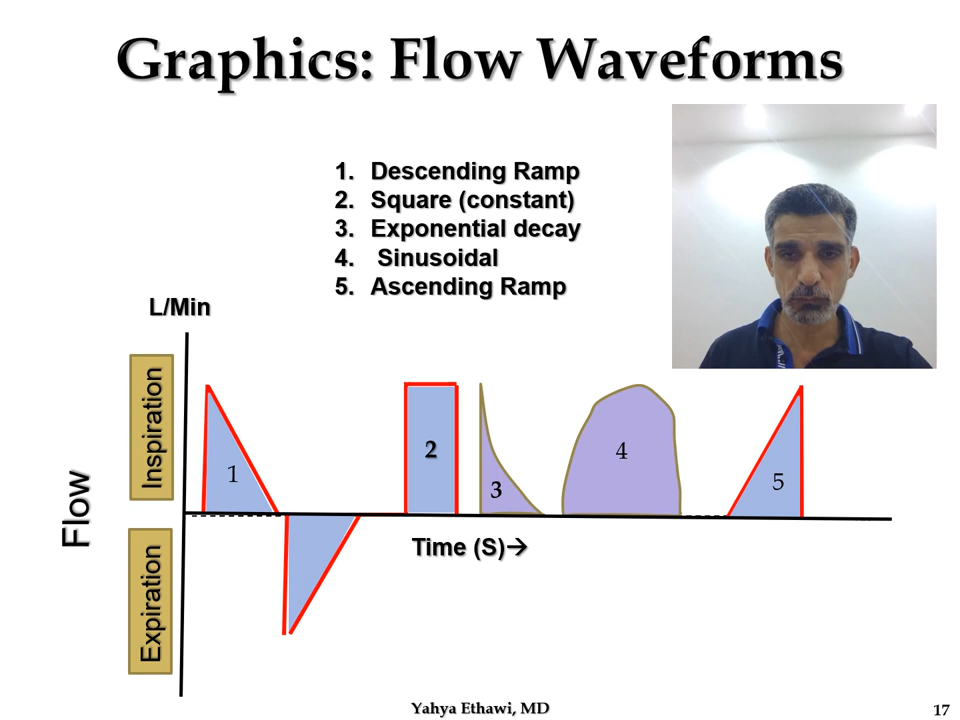 Graphics: Flow Waveforms
1. Descending Ramp
2. Square (constant)
3. Exponential decay
4. Sinusoidal
5. Ascending Ramp
L/Min
Inspiration
Flow
Expiration
1
2
3
4
5
Time (S)→
Yahya Ethawi, MD
17